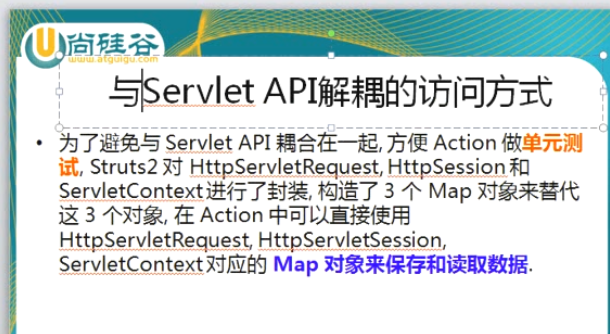 尚硅谷
www.atguigu.com
与Servlet API解耦的访问方式
• 为了避免与 Servlet API 耦合在一起, 方便 Action 做单元测
试, Struts2 对 HttpServletRequest, HttpSession 和
ServletContext 进行了封装, 构造了 3 个 Map 对象来替代
这 3 个对象, 在 Action 中可以直接使用
HttpServletRequest, HttpServletSession,
ServletContext 对应的 Map 对象来保存和读取数据.